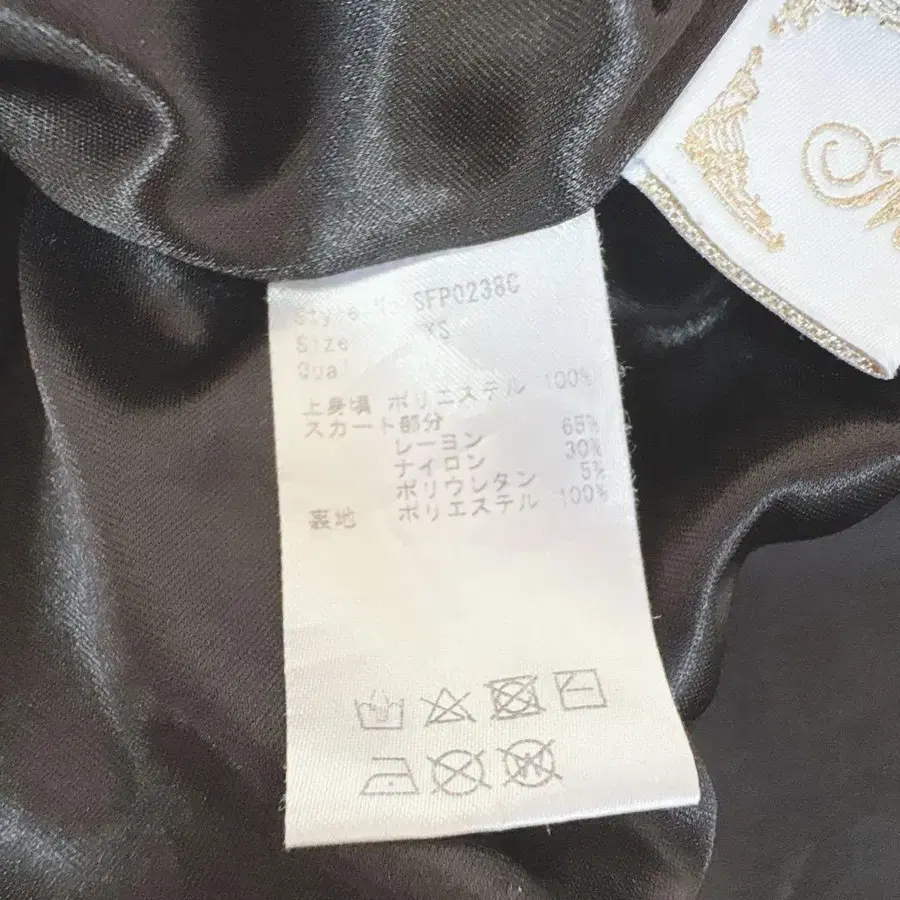 Style No SFP0238C
Size XS
Qual
上身頃 ポリエステル 100%
スカート部分
レーヨン 65%
ナイロン 30%
ポリウレタン 5%
裏地 ポリエステル 100%